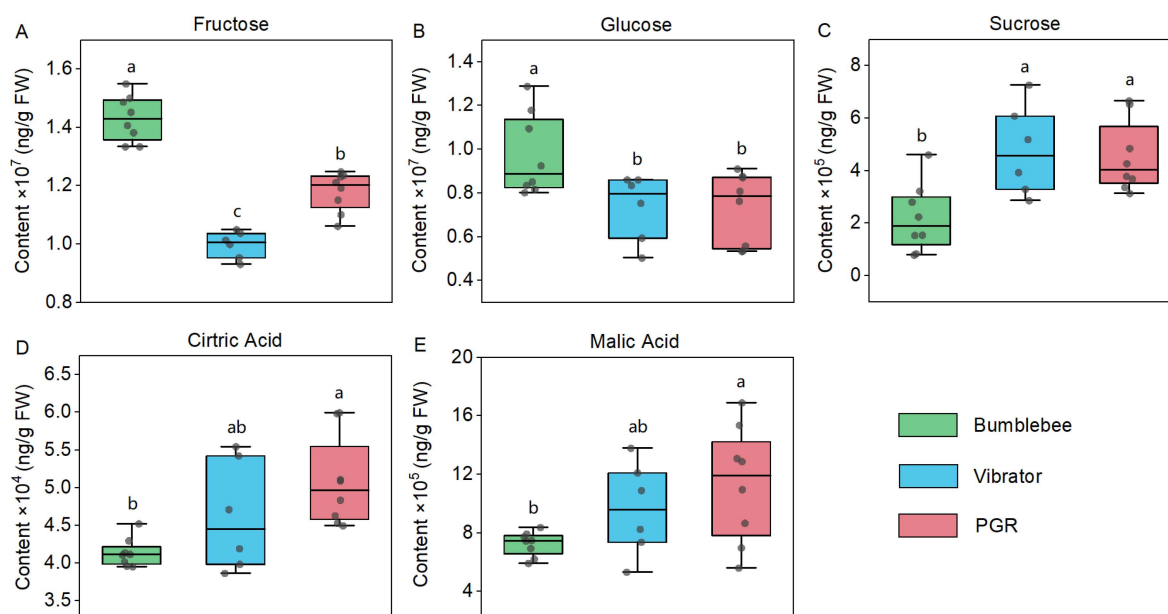 A Fructose
Content ×10⁷ (ng/g FW)
1.6
1.4
1.2
1.0
0.8
a
c
b
B Glucose
Content ×10⁷ (ng/g FW)
1.4
1.2
1.0
0.8
0.6
0.4
a
b
b
C Sucrose
Content ×10⁵ (ng/g FW)
8
6
4
2
0
b
a
a
D Cirtric Acid
Content ×10⁴ (ng/g FW)
6.5
6.0
5.5
5.0
4.5
4.0
3.5
b
ab
a
E Malic Acid
Content ×10⁵ (ng/g FW)
20
16
12
8
4
b
ab
a
Bumblebee
Vibrator
PGR